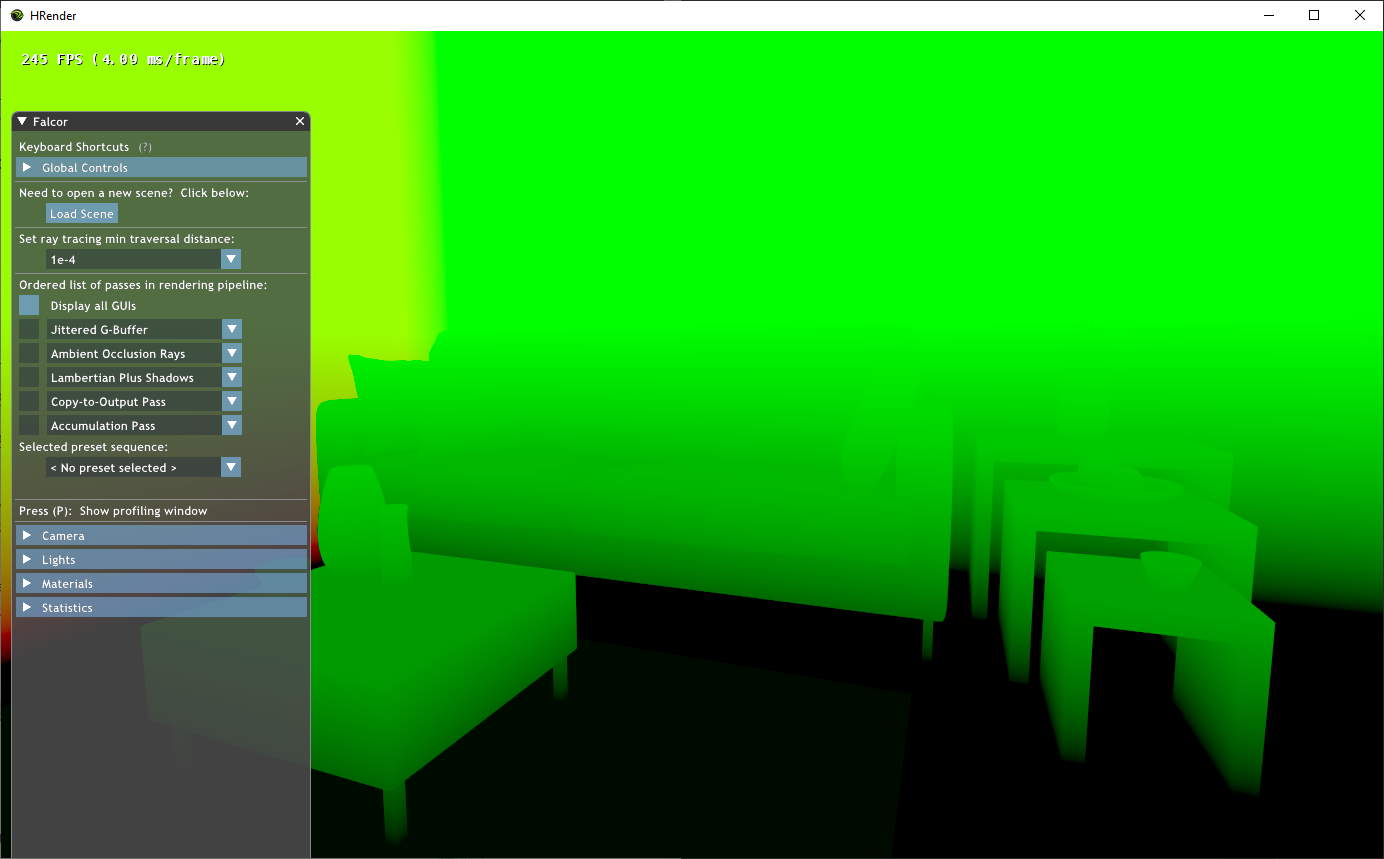 HRender
245 FPS (4.09 ms/frame)
Falcor
Keyboard Shortcuts (?)
Global Controls
Need to open a new scene?  Click below:
Load Scene
Set ray tracing min traversal distance:
1e-4
Ordered list of passes in rendering pipeline:
Display all GUIs
Jittered G-Buffer
Ambient Occlusion Rays
Lambertian Plus Shadows
Copy-to-Output Pass
Accumulation Pass
Selected preset sequence:
< No preset selected >
Press (P):  Show profiling window
Camera
Lights
Materials
Statistics